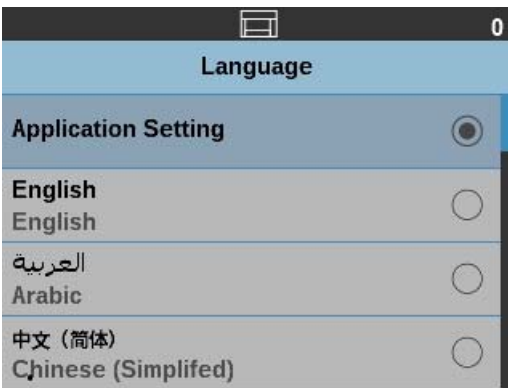 0
Language
Application Setting
English
English
العربية
Arabic
中文（简体）
Chinese (Simplifed)